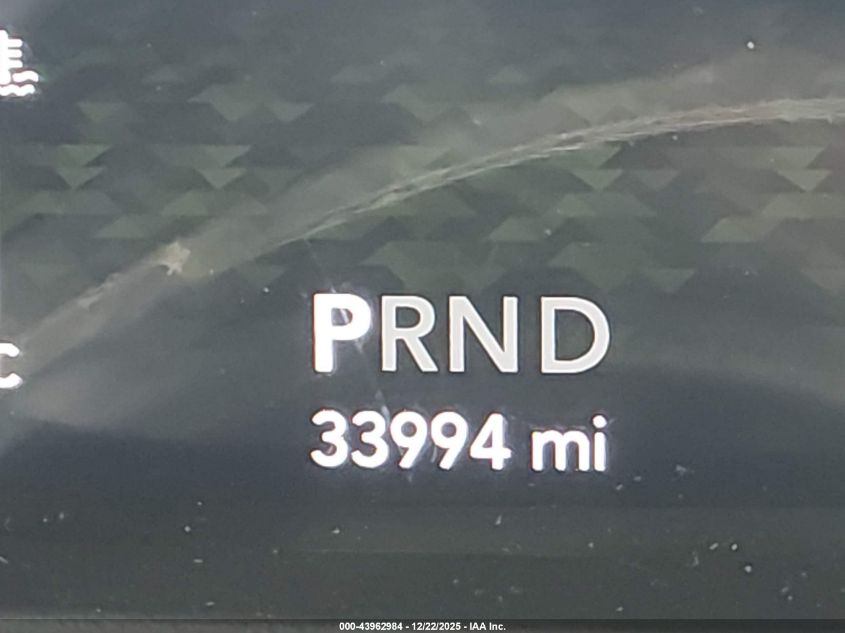 C
PRND
33994 mi
000-43962984 - 12/22/2025 - IAA Inc.